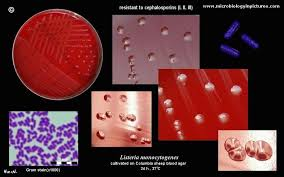 ©
resistant to cephalosporins (I, II, III)
www.microbiologyinpictures.com
Listeria monocytogenes
cultivated on Columbia sheep blood agar
24 h., 37°C
Gram stain(x1000)